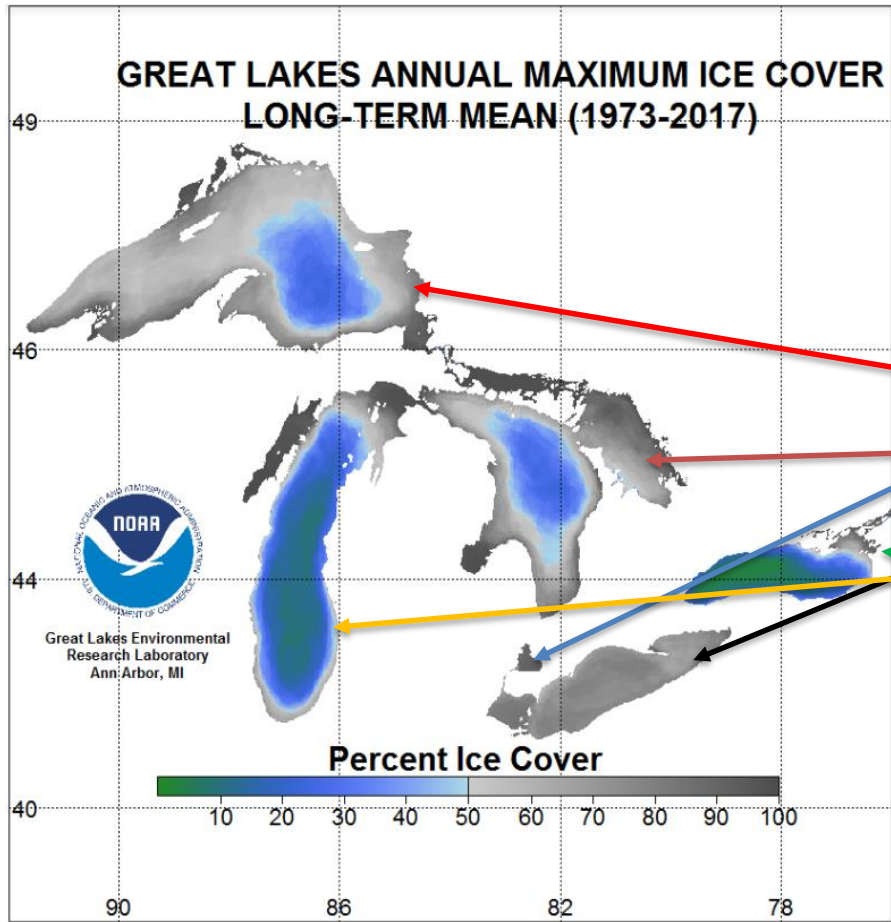 GREAT LAKES ANNUAL MAXIMUM ICE COVER
LONG-TERM MEAN (1973-2017)
49
46
44
40
NATIONAL OCEANIC AND ATMOSPHERIC ADMINISTRATION
NOAA
U.S. DEPARTMENT OF COMMERCE
Great Lakes Environmental
Research Laboratory
Ann Arbor, MI
Percent Ice Cover
10 20 30 40 50 60 70 80 90 100
90 86 82 78